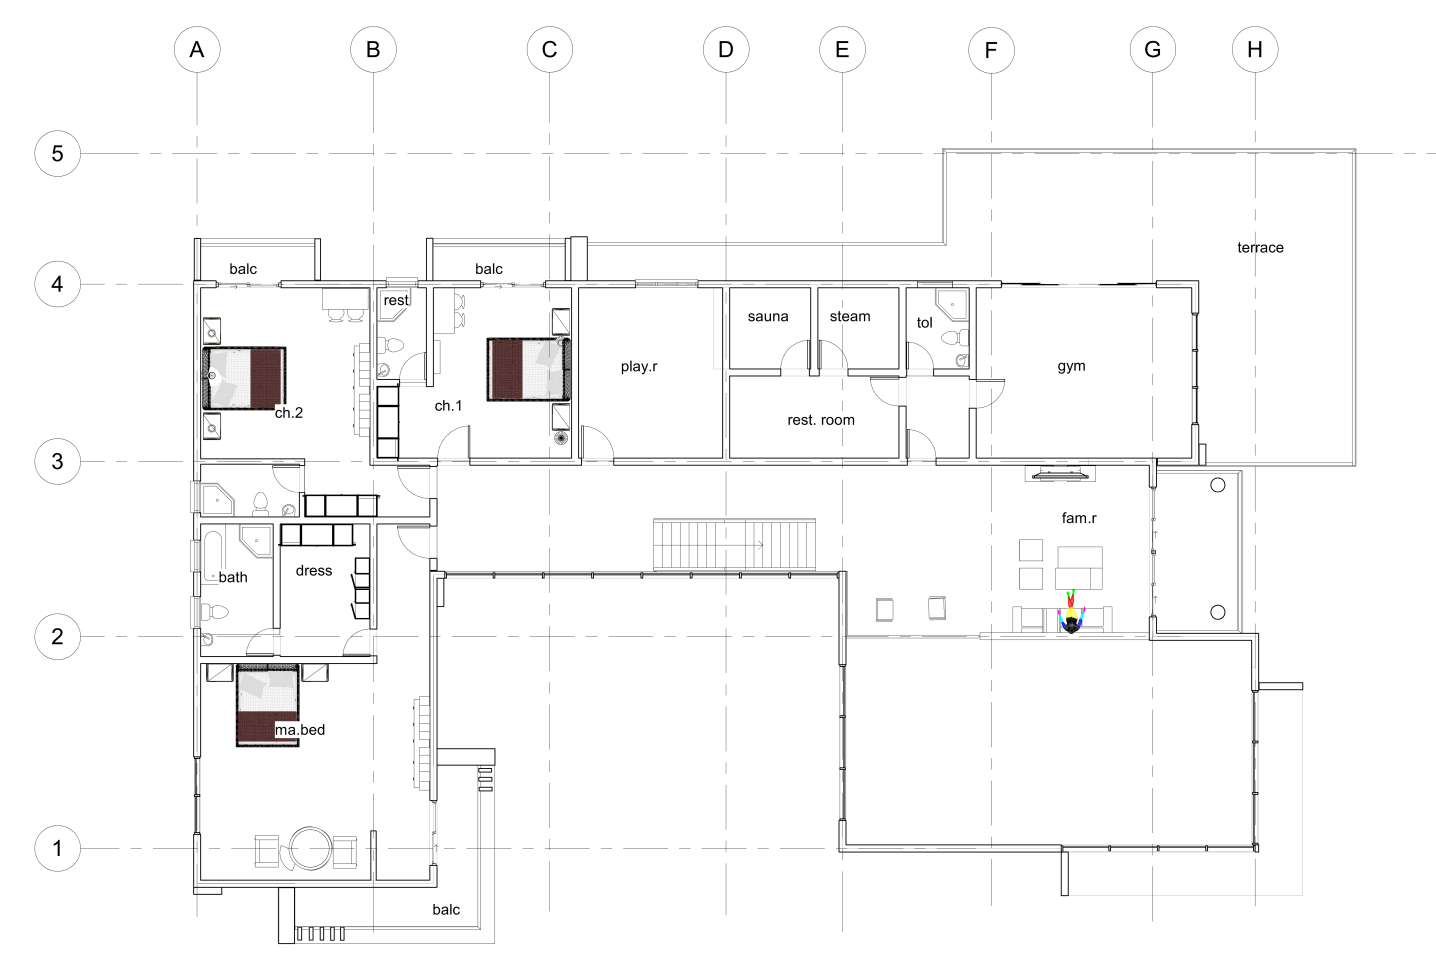 A B C D E F G H
5
terrace
4
balc
balc
rest
sauna
steam
tol
play.r
gym
ch.1
ch.2
rest. room
3
fam.r
bath
dress
2
ma.bed
1
balc